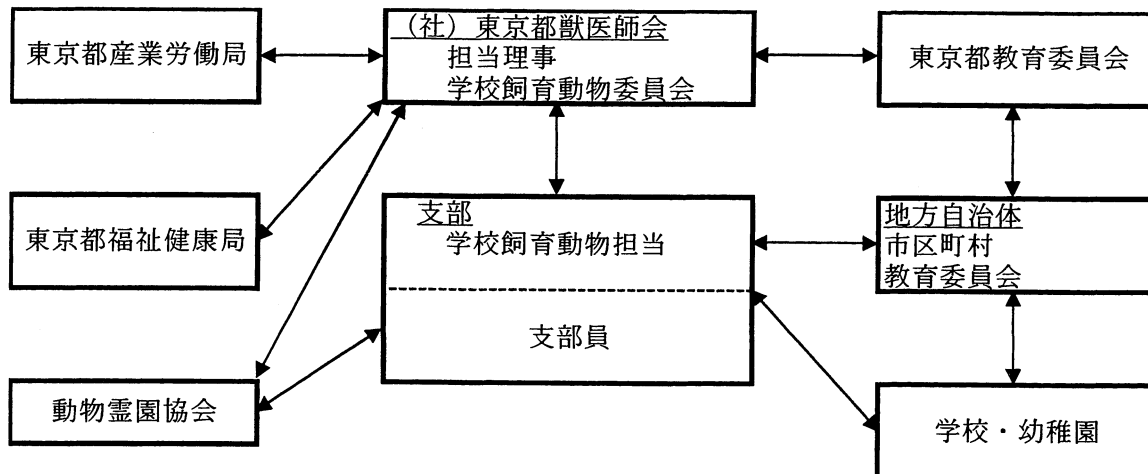 東京都産業労働局
(社)東京都獣医師会
担当理事
学校飼育動物委員会
東京都教育委員会
東京都福祉健康局
支部
学校飼育動物担当
支部員
地方自治体
市区町村
教育委員会
動物霊園協会
学校・幼稚園